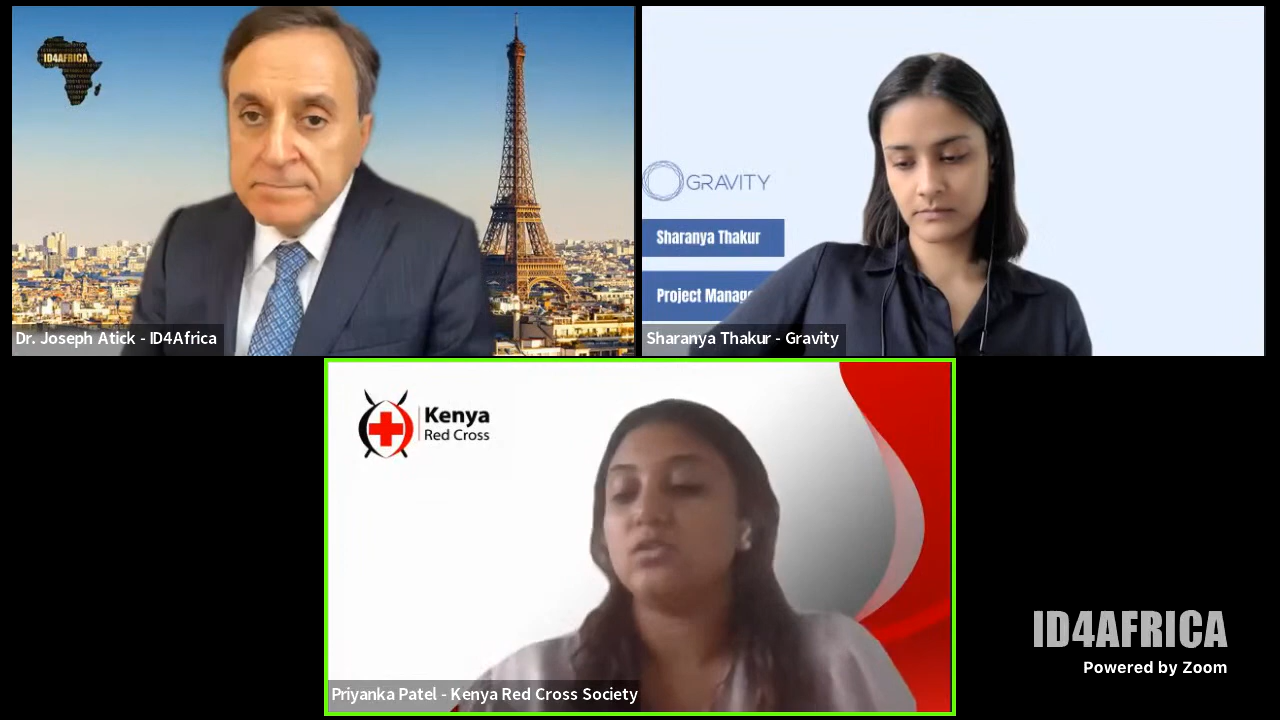 ID4AFRICA
Dr. Joseph Atick - ID4Africa
GRAVITY
Sharanya Thakur
Project Manage
Sharanya Thakur - Gravity
Kenya
Red Cross
Priyanka Patel - Kenya Red Cross Society
ID4AFRICA
Powered by Zoom